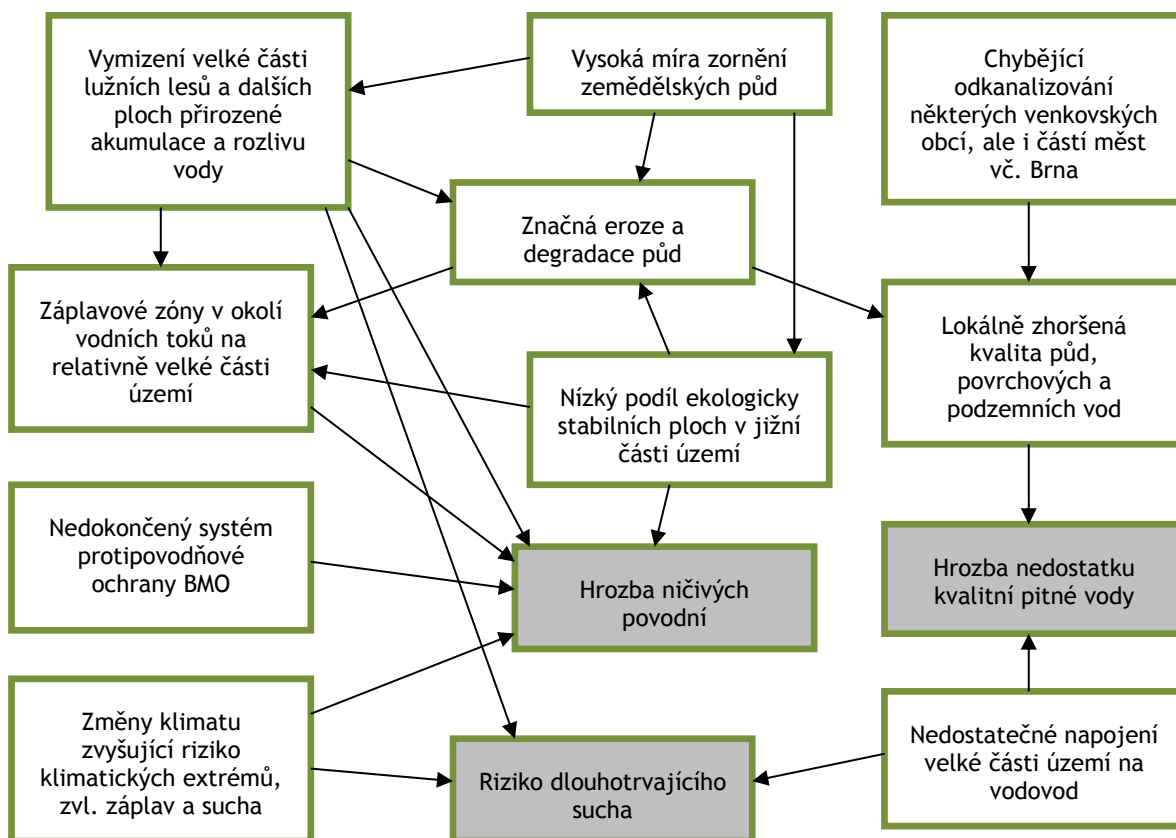 Vymizení velké části
lužních lesů a dalších
ploch přirozené
akumulace a rozlivu
vody
Vysoká míra zornění
zemědělských půd
Chybějící
odkanalizování
některých venkovských
obcí, ale i částí měst
vč. Brna
Značná eroze a
degradace půd
Záplavové zóny v okolí
vodních toků na
relativně velké části
území
Lokálně zhoršená
kvalita půd,
povrchových a
podzemních vod
Nízký podíl ekologicky
stabilních ploch v jižní
části území
Nedokončený systém
protipovodňové
ochrany BMO
Hrozba ničivých
povodní
Hrozba nedostatku
kvalitní pitné vody
Změny klimatu
zvyšující riziko
klimatických extrémů,
zvl. záplav a sucha
Riziko dlouhotrvajícího
sucha
Nedostatečné napojení
velké části území na
vodovod